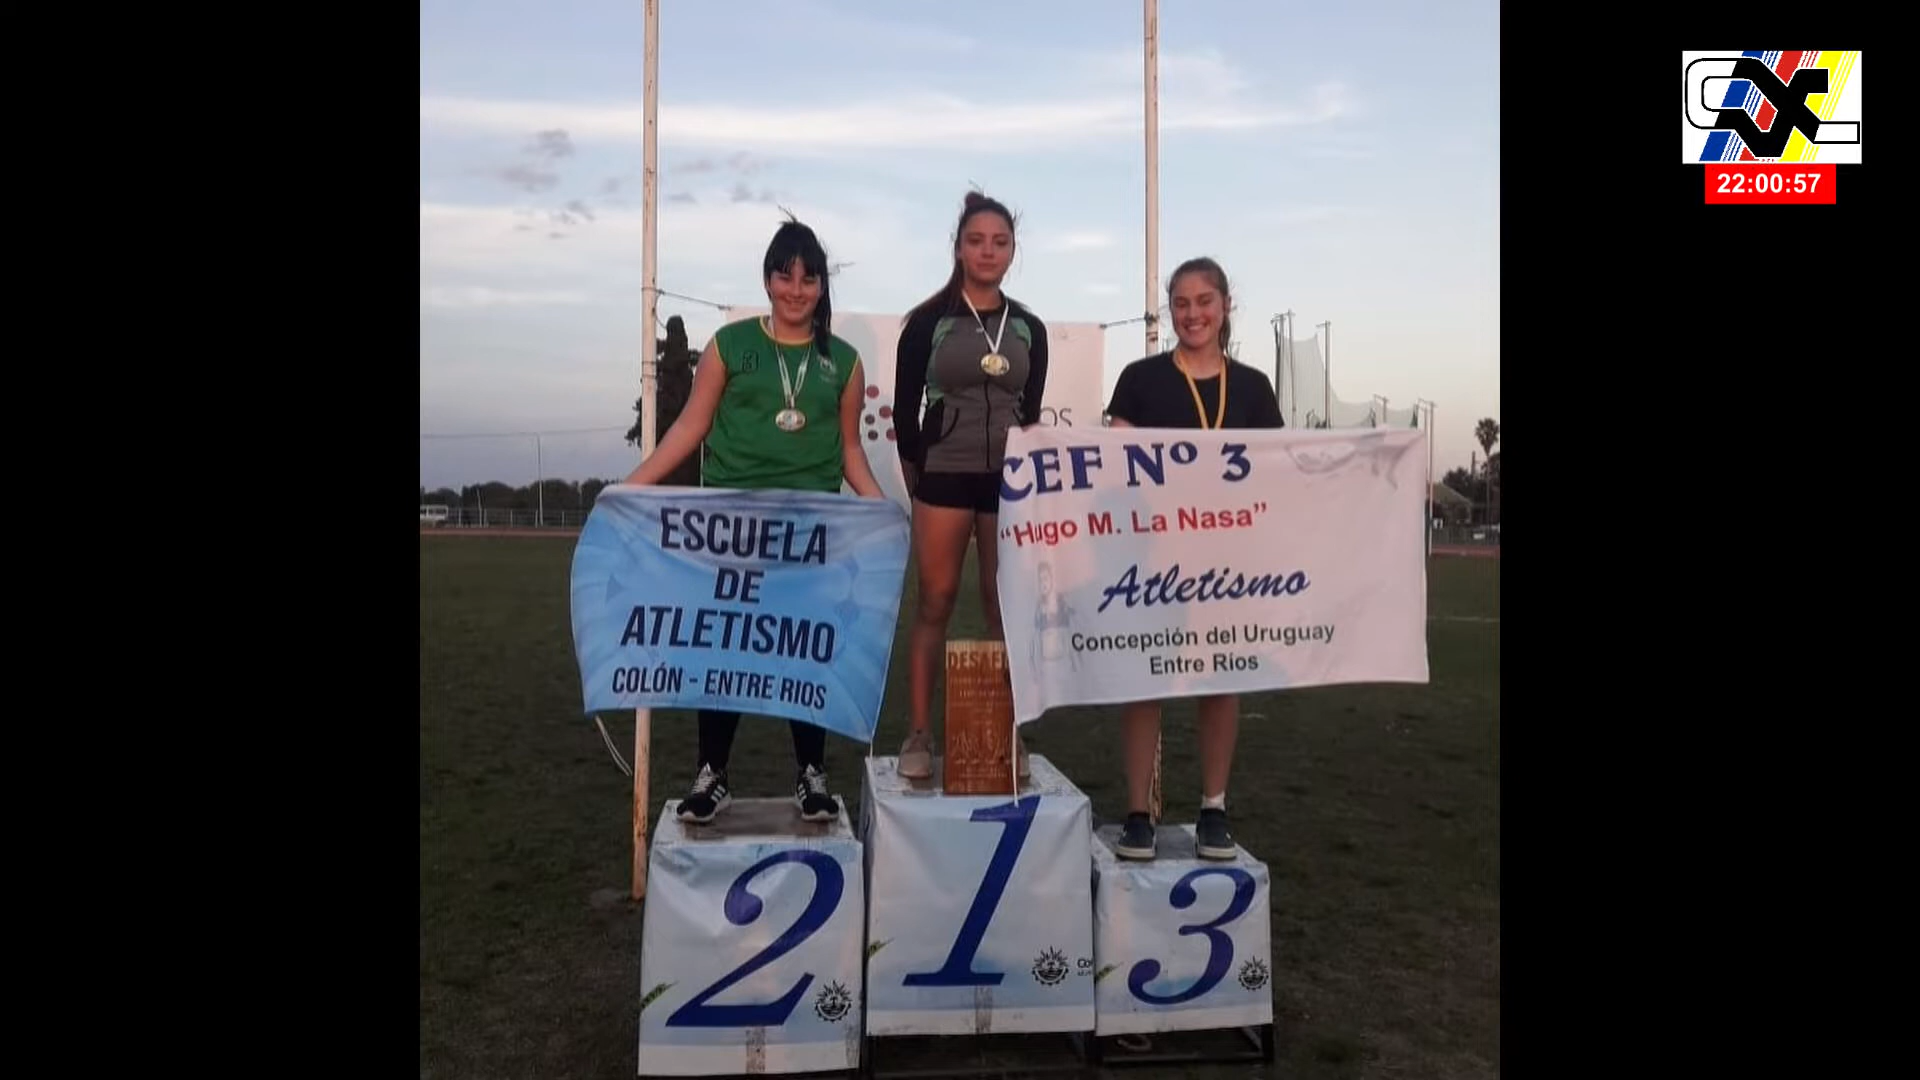 22:00:57
OS
ESCUELA
DE
ATLETISMO
COLÓN - ENTRE RIOS
CEF Nº 3
"Hugo M. La Nasa"
Atletismo
Concepción del Uruguay
Entre Ríos
2
1
3